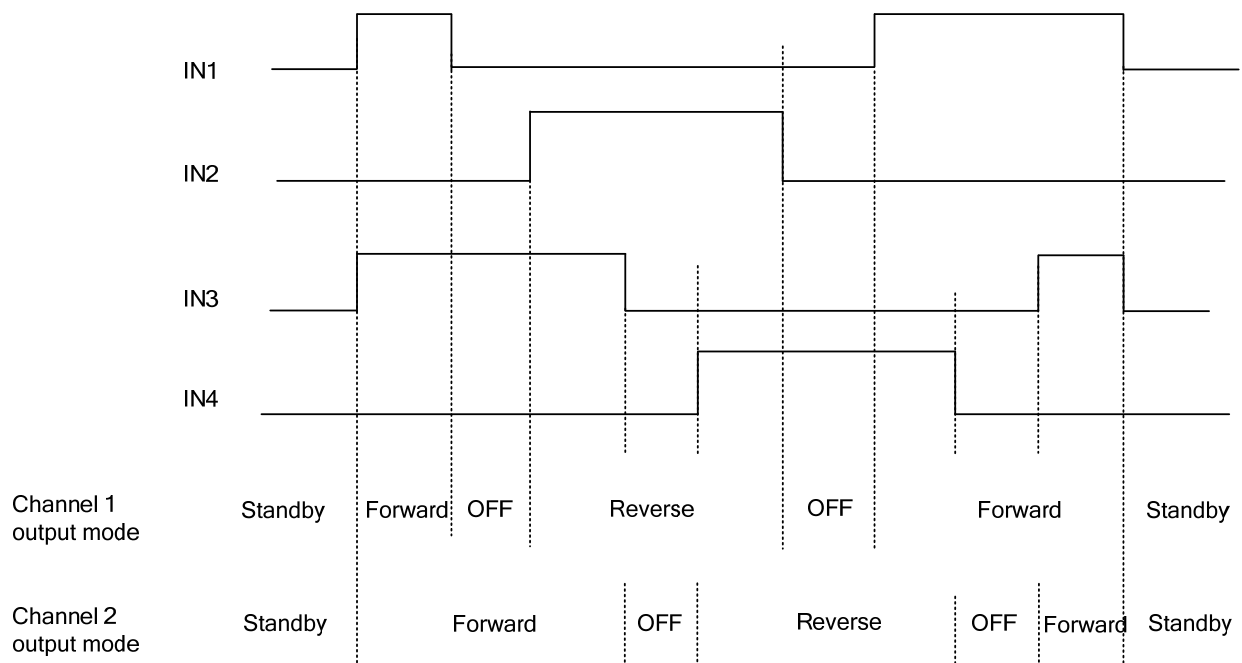 IN1
IN2
IN3
IN4
Channel 1
output mode
Standby Forward OFF Reverse OFF Forward Standby
Channel 2
output mode
Standby Forward OFF Reverse OFF Forward Standby